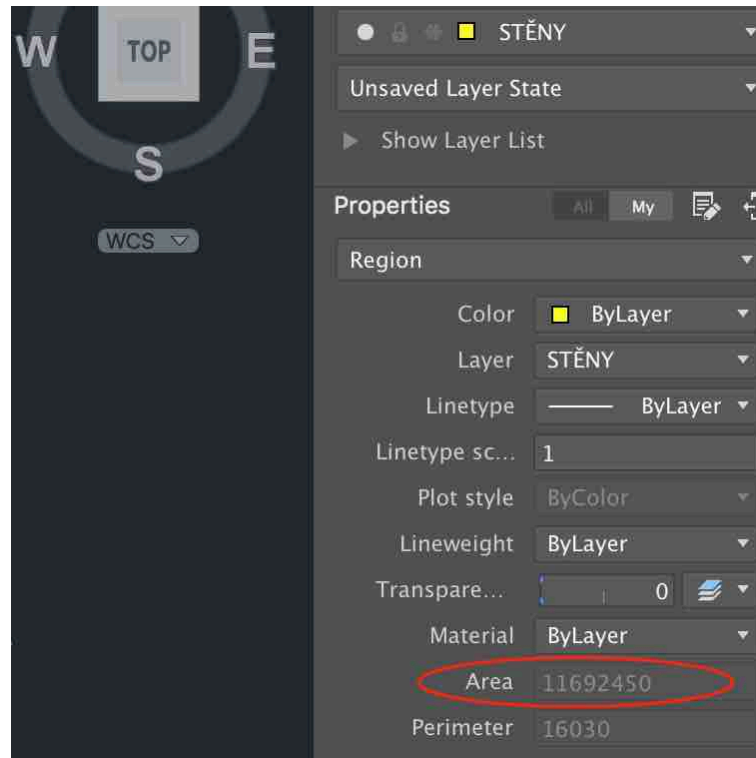 W TOP E
S
WCS
STĚNY
Unsaved Layer State
Show Layer List
Properties All My
Region
Color ByLayer
Layer STĚNY
Linetype ByLayer
Linetype sc... 1
Plot style ByColor
Lineweight ByLayer
Transpare... 0
Material ByLayer
Area 11692450
Perimeter 16030